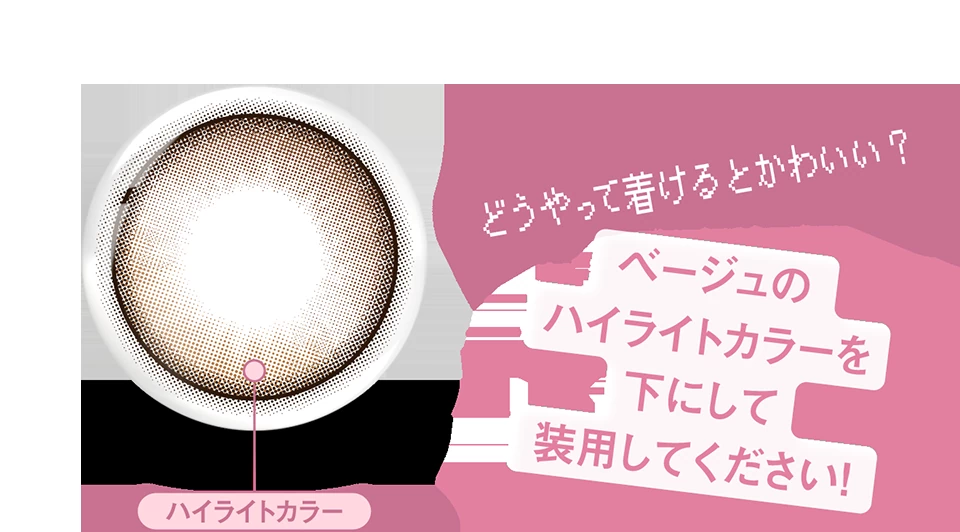 どうやって着けるとかわいい？
ベージュの
ハイライトカラーを
下にして
装用してください!
ハイライトカラー